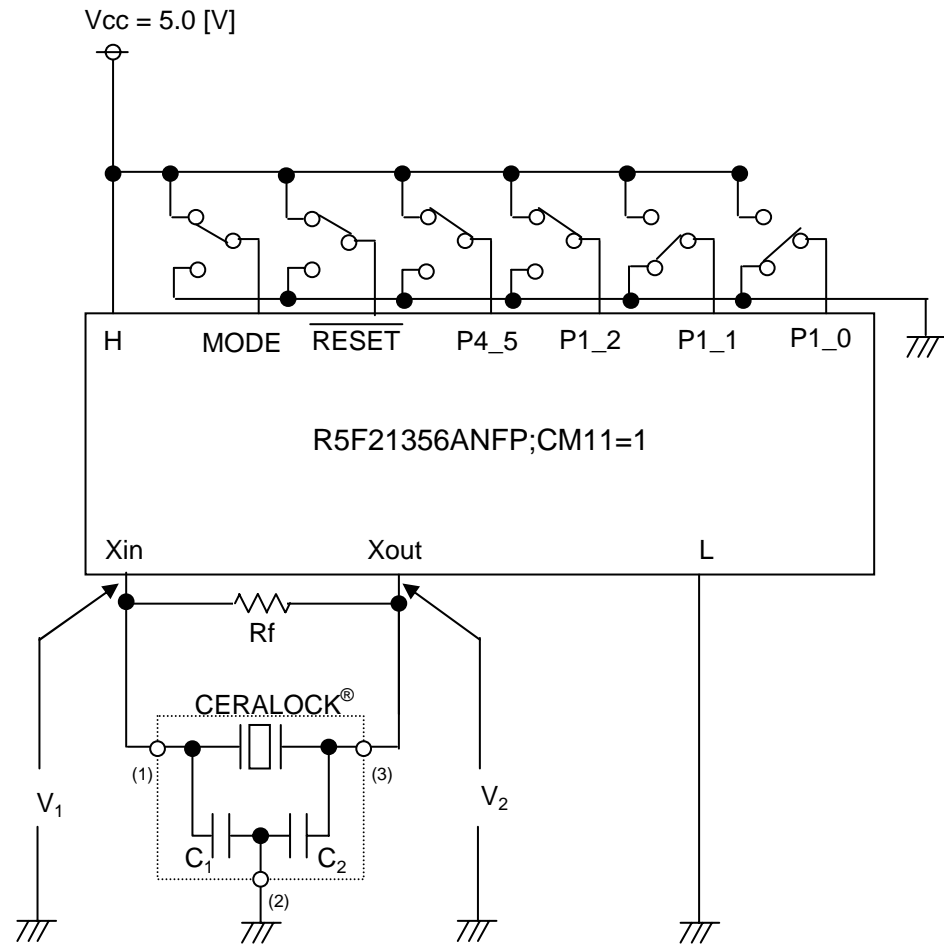 Vcc = 5.0 [V]
H MODE RESET P4_5 P1_2 P1_1 P1_0
R5F21356ANFP;CM11=1
Xin Xout L
Rf
CERALOCK®
(1) (3)
V1 V2
C1 C2
(2)